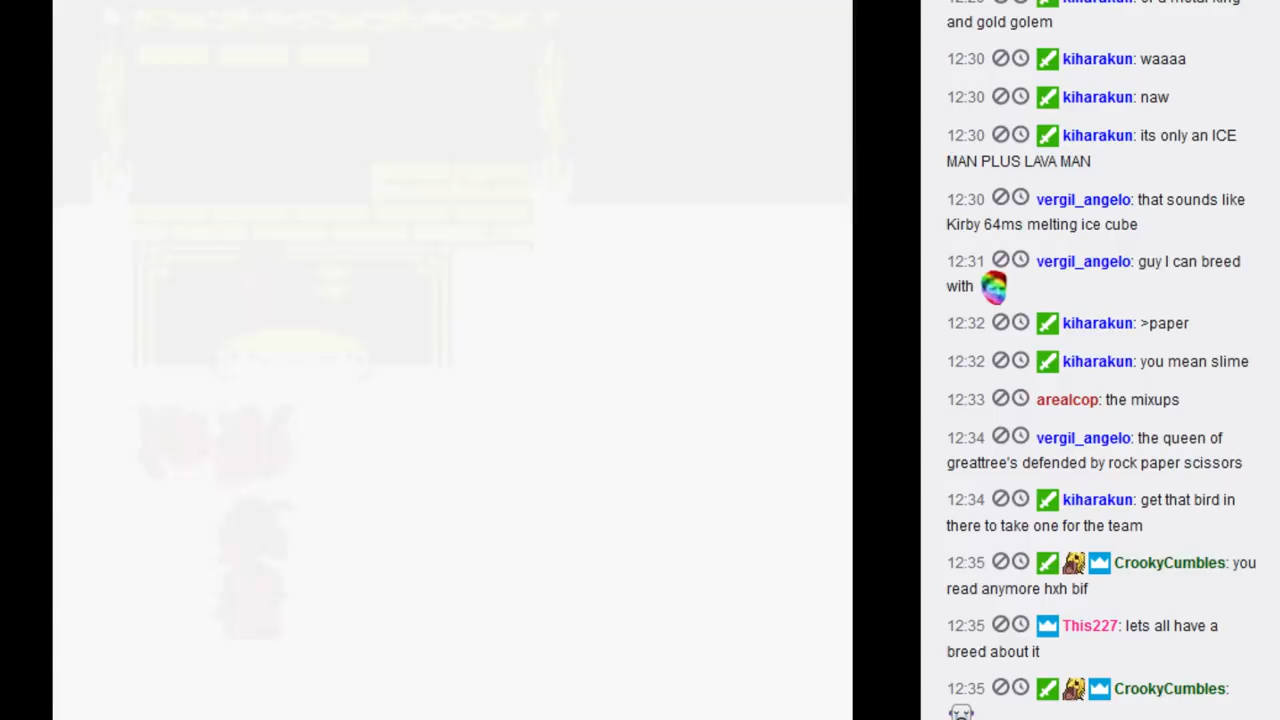 and gold golem
12:30 kiharakun: waaaa
12:30 kiharakun: naw
12:30 kiharakun: its only an ICE
MAN PLUS LAVA MAN
12:30 vergil_angelo: that sounds like
Kirby 64ms melting ice cube
12:31 vergil_angelo: guy I can breed
with
12:32 kiharakun: >paper
12:32 kiharakun: you mean slime
12:33 arealcop: the mixups
12:34 vergil_angelo: the queen of
greattree's defended by rock paper scissors
12:34 kiharakun: get that bird in
there to take one for the team
12:35 CrookyCumbles: you
read anymore hxh bif
12:35 This227: lets all have a
breed about it
12:35 CrookyCumbles: